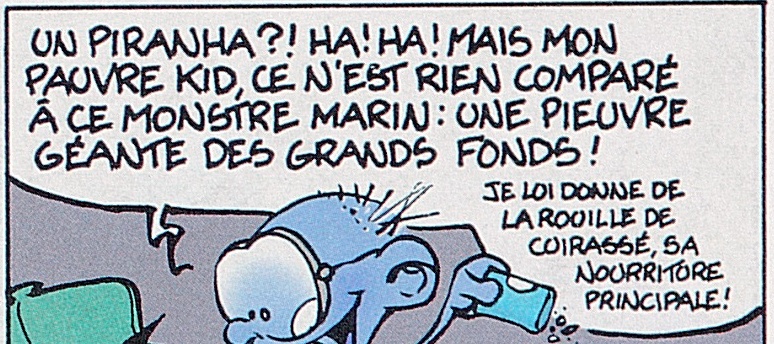 UN PIRANHA?! HA! HA! MAIS MON
PAUVRE KID, CE N'EST RIEN COMPARÉ
À CE MONSTRE MARIN : UNE PIEUVRE
GÉANTE DES GRANDS FONDS !
JE LUI DONNE DE
LA ROUILLE DE
CUIRASSÉ, SA
NOURRITURE
PRINCIPALE!